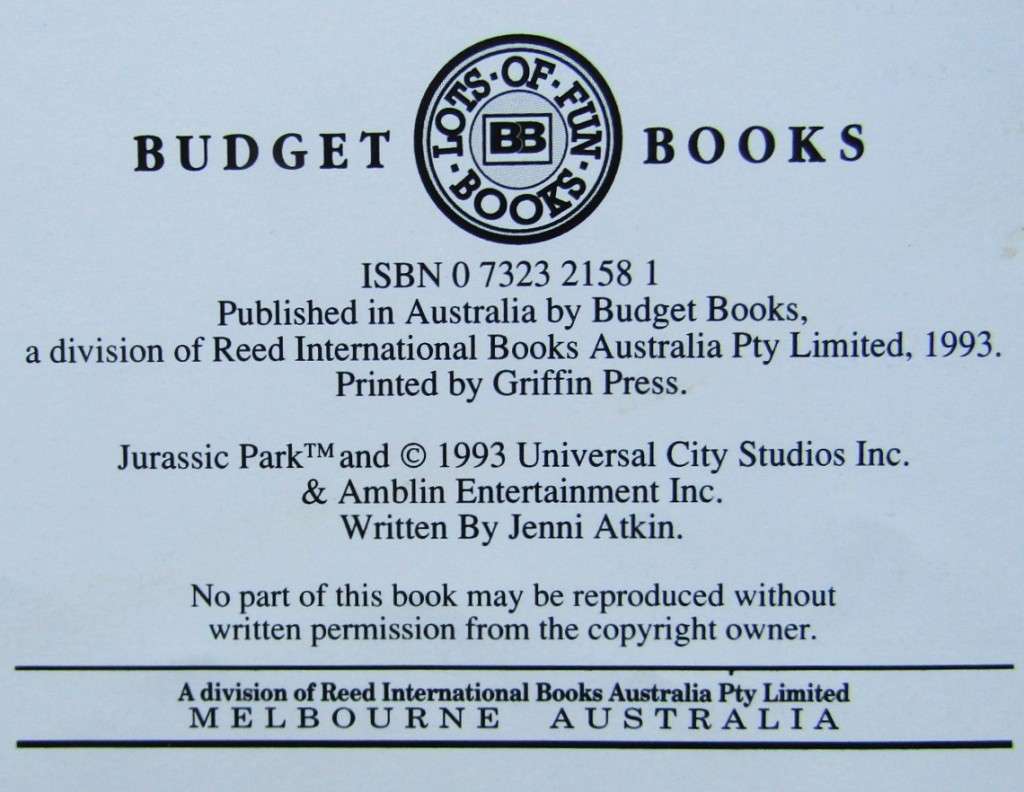 BUDGET BOOKS
LOTS · OF · FUN · BOOKS ·
BB
ISBN 0 7323 2158 1
Published in Australia by Budget Books,
a division of Reed International Books Australia Pty Limited, 1993.
Printed by Griffin Press.
Jurassic Park™ and © 1993 Universal City Studios Inc.
& Amblin Entertainment Inc.
Written By Jenni Atkin.
No part of this book may be reproduced without
written permission from the copyright owner.
A division of Reed International Books Australia Pty Limited
MELBOURNE AUSTRALIA